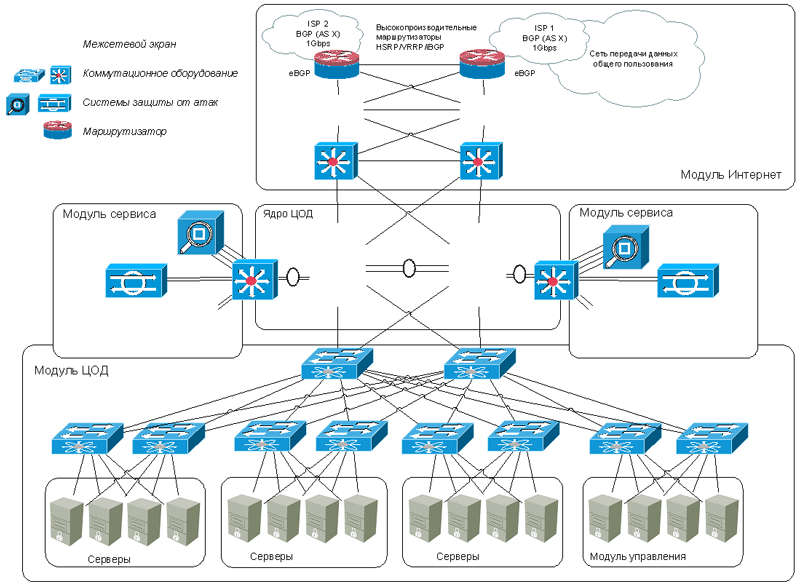 Межсетевой экран
Коммутационое оборудование
Системы защиты от атак
Маршрутизатор
ISP 2
BGP (AS X)
1Gbps
Высокопроизводительные
маршрутизаторы
HSRP/VRRP/iBGP
ISP 1
BGP (AS X)
1Gbps
Сеть передачи данных
общего пользования
eBGP
eBGP
Модуль Интернет
Модуль сервиса
Ядро ЦОД
Модуль сервиса
Модуль ЦОД
Серверы
Серверы
Серверы
Модуль управления